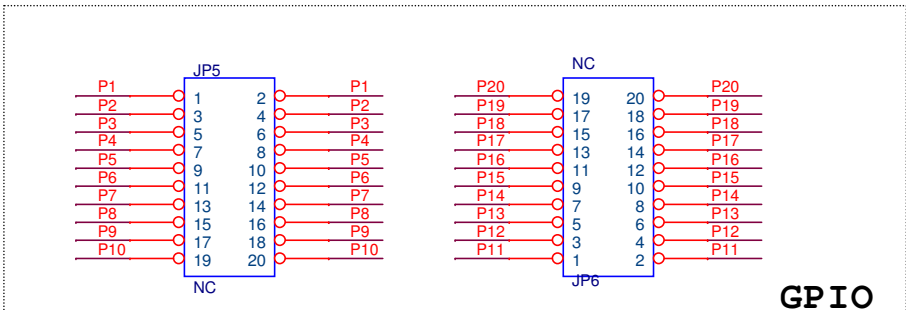 JP5
P1 1 2 P1
P2 3 4 P2
P3 5 6 P3
P4 7 8 P4
P5 9 10 P5
P6 11 12 P6
P7 13 14 P7
P8 15 16 P8
P9 17 18 P9
P10 19 20 P10
NC
NC
P20 19 20 P20
P19 17 18 P19
P18 15 16 P18
P17 13 14 P17
P16 11 12 P16
P15 9 10 P15
P14 7 8 P14
P13 5 6 P13
P12 3 4 P12
P11 1 2 P11
JP6
GPIO